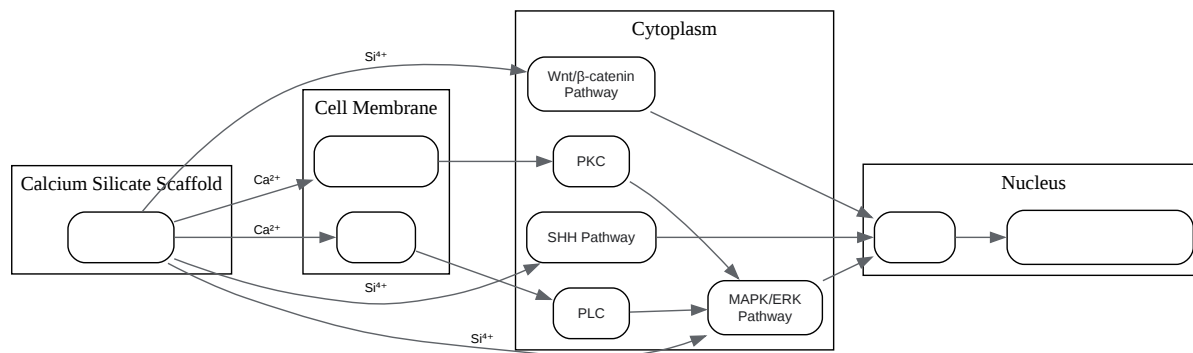 Cytoplasm
Si⁴⁺
Wnt/β-catenin
Pathway
Cell Membrane
PKC
Calcium Silicate Scaffold
Ca²⁺
Nucleus
Ca²⁺
SHH Pathway
Si⁴⁺
PLC
MAPK/ERK
Pathway
Si⁴⁺